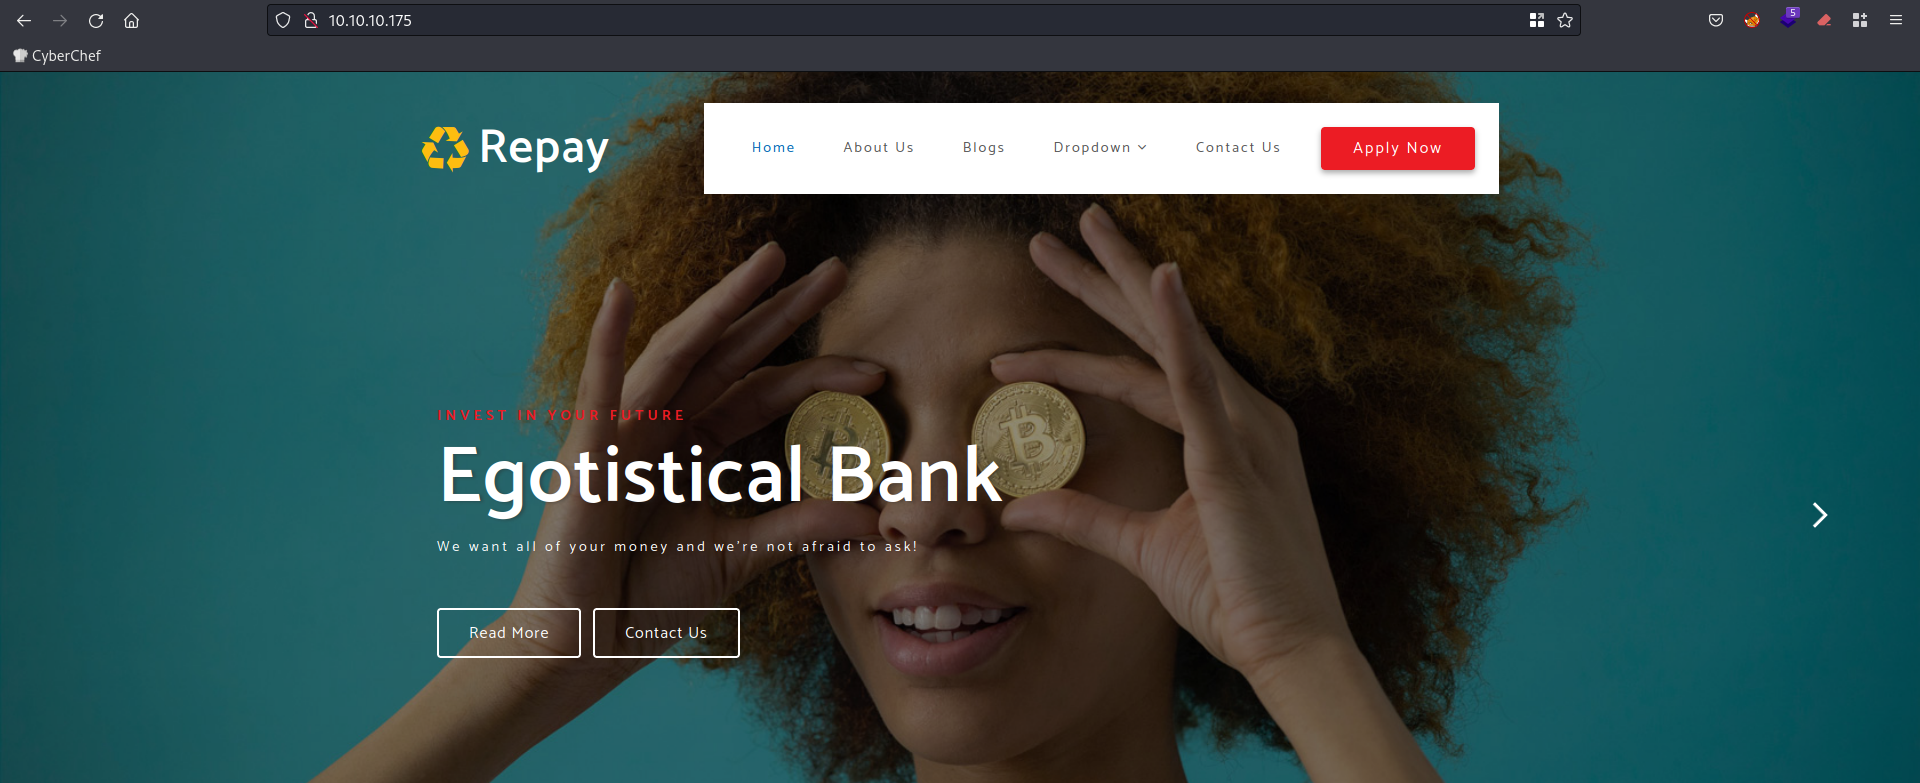 10.10.10.175
5
CyberChef
Repay
Home About Us Blogs Dropdown Contact Us Apply Now
INVEST IN YOUR FUTURE
Egotistical Bank
We want all of your money and we're not afraid to ask!
Read More Contact Us